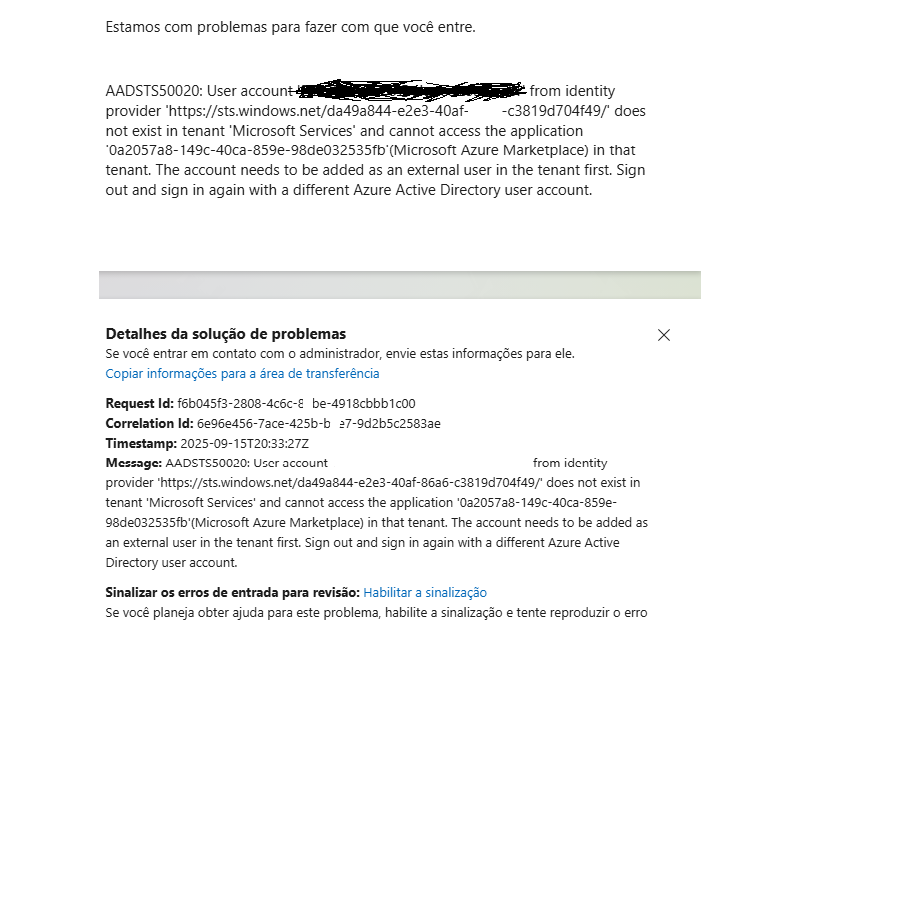 Estamos com problemas para fazer com que você entre.
AADSTS50020: User account from identity
provider 'https://sts.windows.net/da49a844-e2e3-40af- -c3819d704f49/' does
not exist in tenant 'Microsoft Services' and cannot access the application
'0a2057a8-149c-40ca-859e-98de032535fb'(Microsoft Azure Marketplace) in that
tenant. The account needs to be added as an external user in the tenant first. Sign
out and sign in again with a different Azure Active Directory user account.
Detalhes da solução de problemas
Se você entrar em contato com o administrador, envie estas informações para ele.
Copiar informações para a área de transferência
Request Id: f6b045f3-2808-4c6c-8 be-4918cbbb1c00
Correlation Id: 6e96e456-7ace-425b-b e7-9d2b5c2583ae
Timestamp: 2025-09-15T20:33:27Z
Message: AADSTS50020: User account from identity
provider 'https://sts.windows.net/da49a844-e2e3-40af-86a6-c3819d704f49/' does not exist in
tenant 'Microsoft Services' and cannot access the application '0a2057a8-149c-40ca-859e-
98de032535fb'(Microsoft Azure Marketplace) in that tenant. The account needs to be added as
an external user in the tenant first. Sign out and sign in again with a different Azure Active
Directory user account.
Sinalizar os erros de entrada para revisão: Habilitar a sinalização
Se você planeja obter ajuda para este problema, habilite a sinalização e tente reproduzir o erro